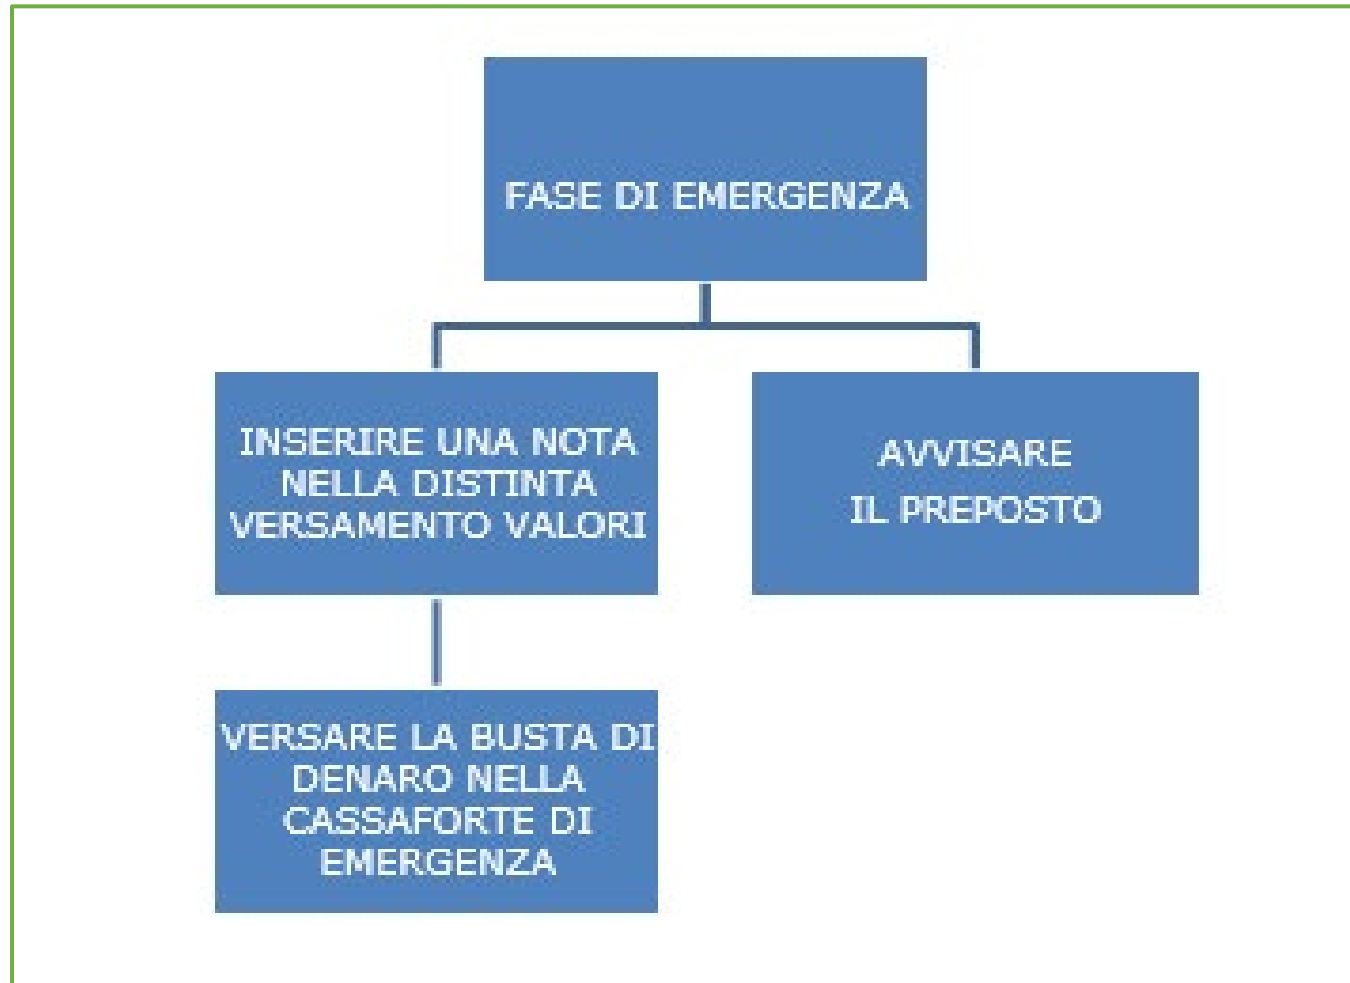 FASE DI EMERGENZA
INSERIRE UNA NOTA
NELLA DISTINTA
VERSAMENTO VALORI
AVVISARE
IL PREPOSTO
VERSARE LA BUSTA DI
DENARO NELLA
CASSAFORTE DI
EMERGENZA